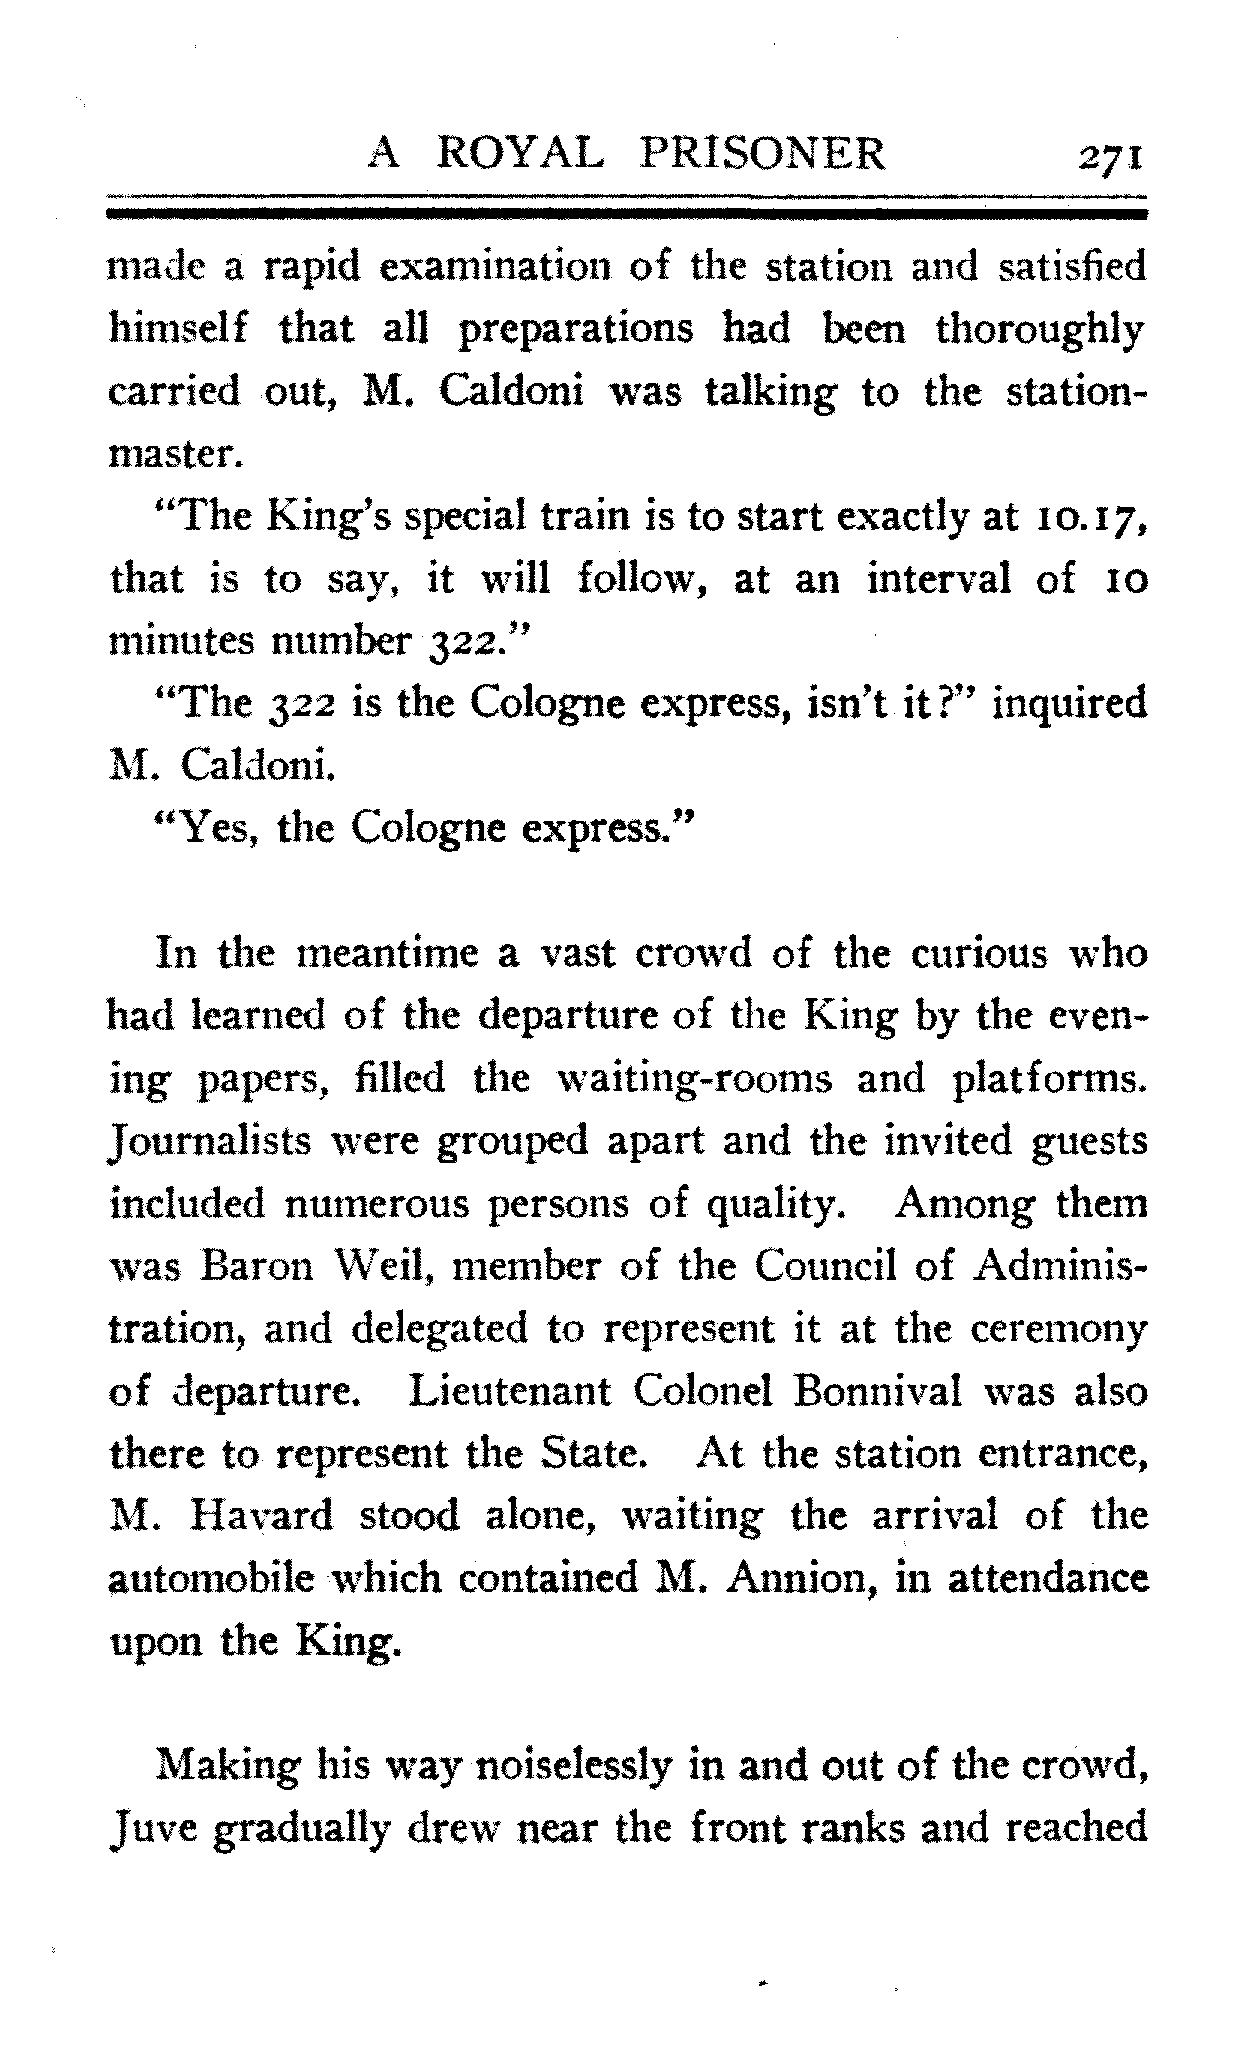 A ROYAL PRISONER 271
made a rapid examination of the station and satisfied
himself that all preparations had been thoroughly
carried out, M. Caldoni was talking to the station-
master.
"The King's special train is to start exactly at 10.17,
that is to say, it will follow, at an interval of 10
minutes number 322."
"The 322 is the Cologne express, isn't it?" inquired
M. Caldoni.
"Yes, the Cologne express."
In the meantime a vast crowd of the curious who
had learned of the departure of the King by the even-
ing papers, filled the waiting-rooms and platforms.
Journalists were grouped apart and the invited guests
included numerous persons of quality. Among them
was Baron Weil, member of the Council of Adminis-
tration, and delegated to represent it at the ceremony
of departure. Lieutenant Colonel Bonnival was also
there to represent the State. At the station entrance,
M. Havard stood alone, waiting the arrival of the
automobile which contained M. Annion, in attendance
upon the King.
Making his way noiselessly in and out of the crowd,
Juve gradually drew near the front ranks and reached